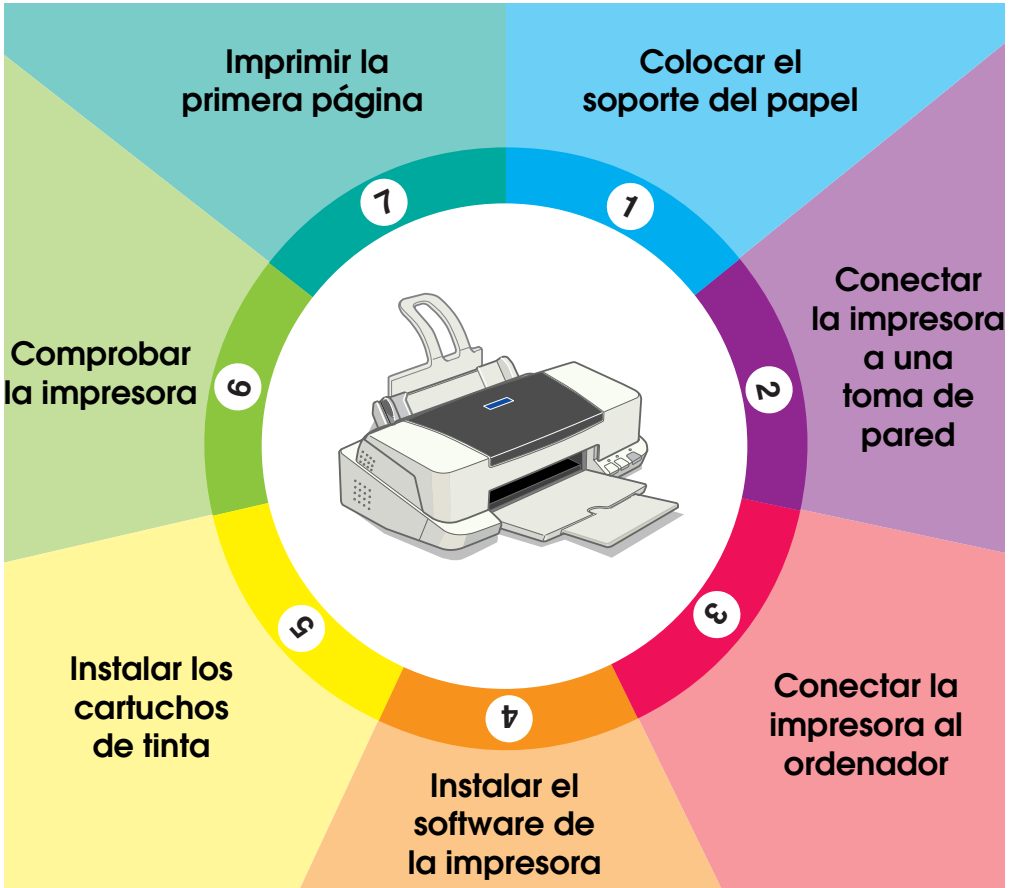 1
Colocar el
soporte del papel
2
Conectar
la impresora
a una
toma de
pared
3
Conectar la
impresora al
ordenador
4
Instalar el
software de
la impresora
5
Instalar los
cartuchos
de tinta
6
Comprobar
la impresora
7
Imprimir la
primera página